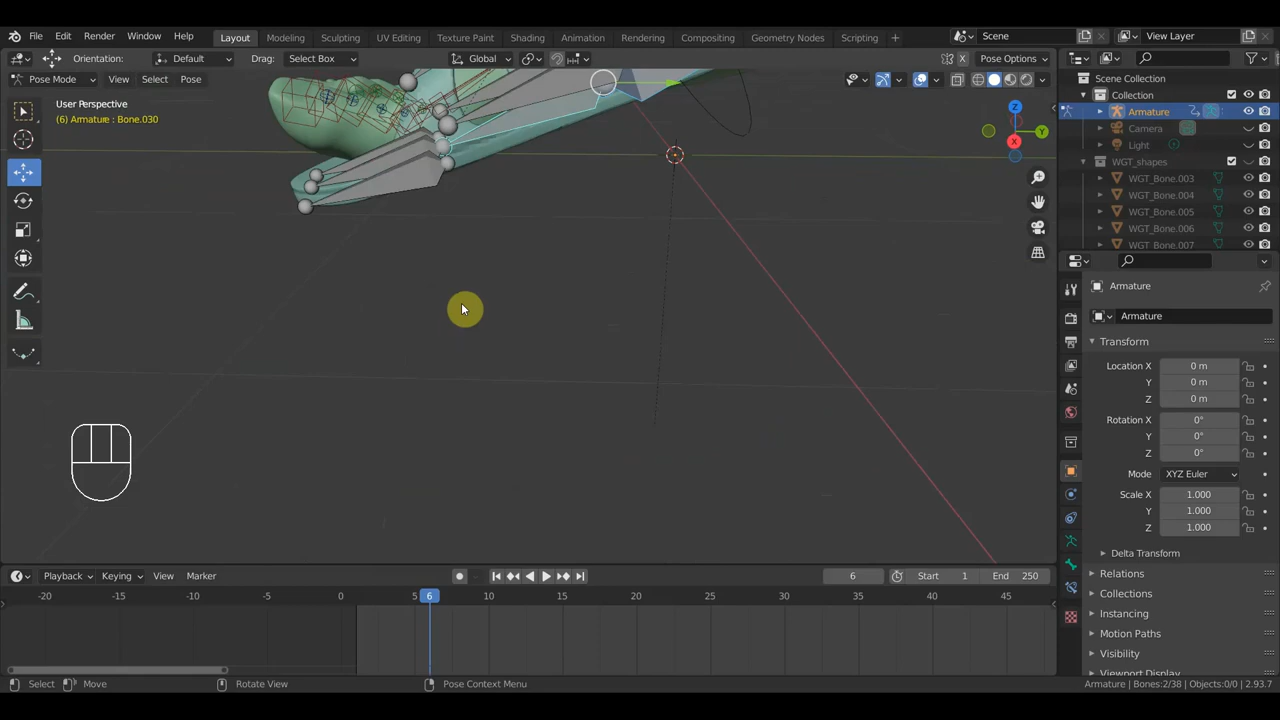 File Edit Render Window Help Layout Modeling Sculpting UV Editing Texture Paint Shading Animation Rendering Compositing Geometry Nodes Scripting + Scene View Layer
Orientation: Default Drag: Select Box Global Pose Options
Pose Mode View Select Pose
User Perspective
(6) Armature : Bone.030
Z
Y
X
Scene Collection
Collection
Armature
Camera
Light
WGT_shapes
WGT_Bone.003
WGT_Bone.004
WGT_Bone.005
WGT_Bone.006
WGT_Bone.007
Armature
Armature
Transform
Location X 0 m
Y 0 m
Z 0 m
Rotation X 0°
Y 0°
Z 0°
Mode XYZ Euler
Scale X 1.000
Y 1.000
Z 1.000
Delta Transform
Relations
Collections
Instancing
Motion Paths
Visibility
Viewport Display
Playback Keying View Marker 6 Start 1 End 250
-20 -15 -10 -5 0 5 6 10 15 20 25 30 35 40 45
Select Move Rotate View Pose Context Menu Armature | Bones:2/38 | Objects:0/0 | 2.93.7